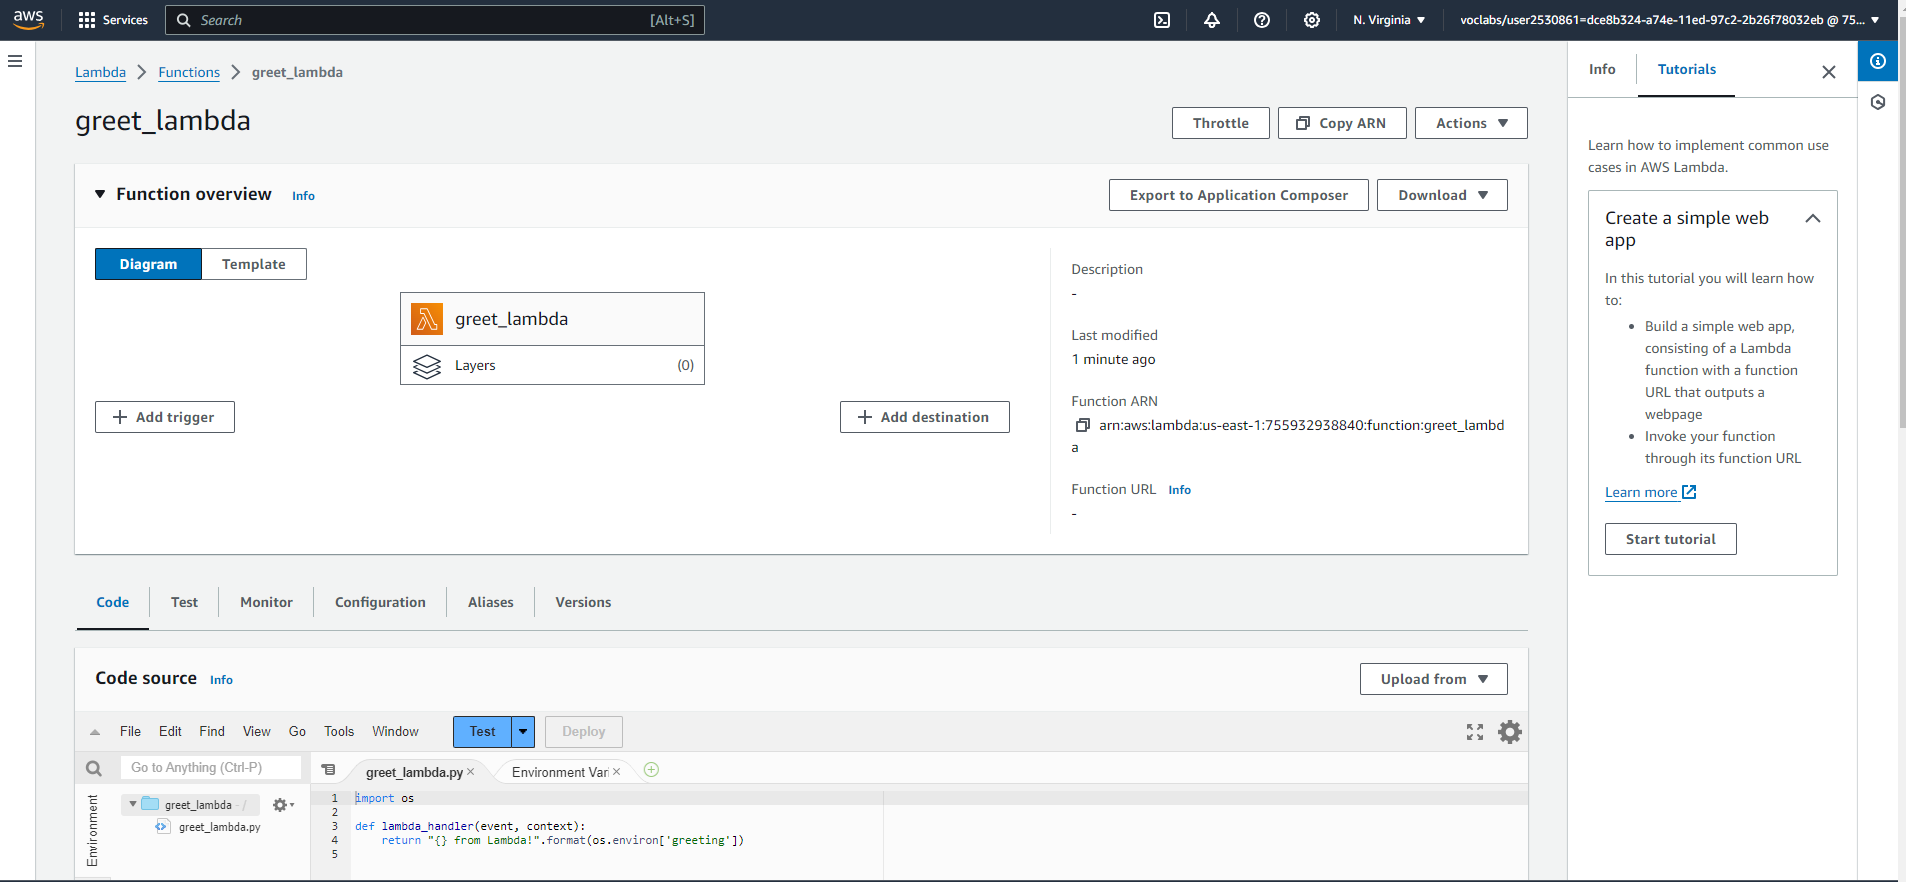 aws
Services
Search
[Alt+S]
N. Virginia
voclabs/user2530861=dce8b324-a74e-11ed-97c2-2b26f78032eb @ 75...
Lambda
Functions
greet_lambda
greet_lambda
Throttle
Copy ARN
Actions
Function overview
Info
Export to Application Composer
Download
Diagram
Template
greet_lambda
Layers
(0)
Add trigger
Add destination
Description
-
Last modified
1 minute ago
Function ARN
arn:aws:lambda:us-east-1:755932938840:function:greet_lambd
a
Function URL
Info
-
Code
Test
Monitor
Configuration
Aliases
Versions
Code source
Info
Upload from
File
Edit
Find
View
Go
Tools
Window
Test
Deploy
Go to Anything (Ctrl-P)
greet_lambda.py
Environment Var
Environment
greet_lambda - /
greet_lambda.py
1 import os
2
3 def lambda_handler(event, context):
4     return "{} from Lambda!".format(os.environ['greeting'])
5
Info
Tutorials
Learn how to implement common use
cases in AWS Lambda.
Create a simple web
app
In this tutorial you will learn how
to:
• Build a simple web app,
consisting of a Lambda
function with a function
URL that outputs a
webpage
• Invoke your function
through its function URL
Learn more
Start tutorial